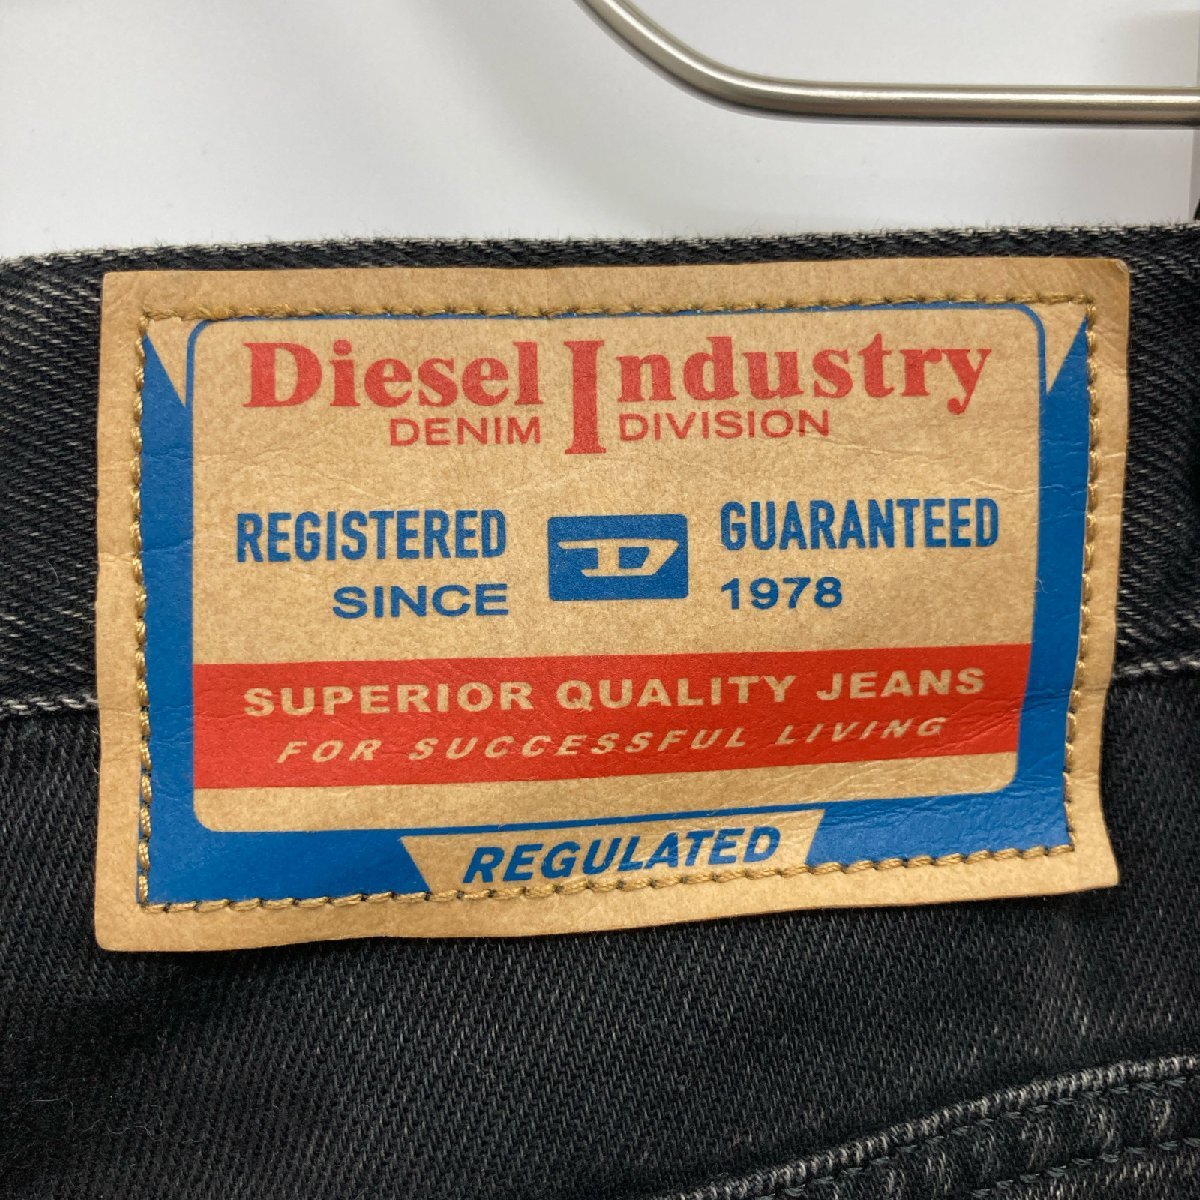 Diesel Industry
DENIM DIVISION
REGISTERED D GUARANTEED
SINCE 1978
SUPERIOR QUALITY JEANS
FOR SUCCESSFUL LIVING
REGULATED